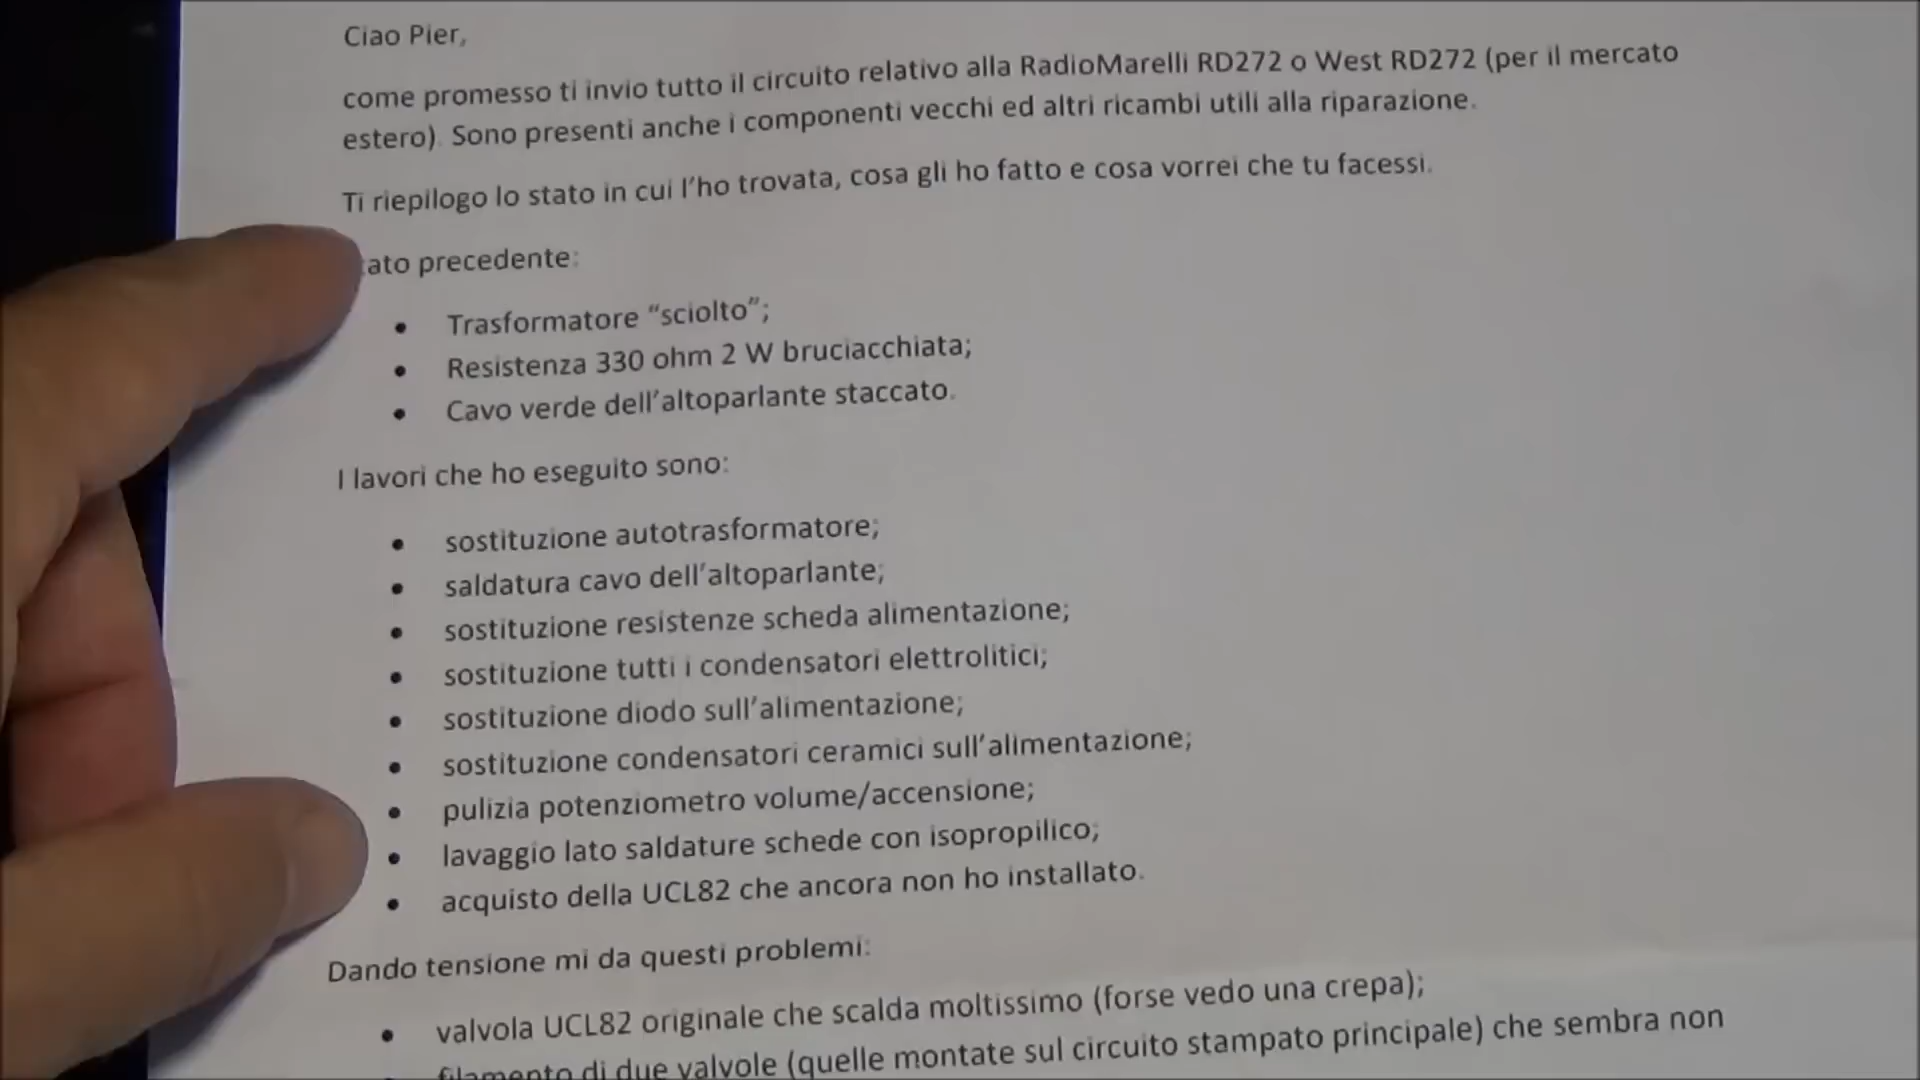 Ciao Pier,
come promesso ti invio tutto il circuito relativo alla RadioMarelli RD272 o West RD272 (per il mercato
estero). Sono presenti anche i componenti vecchi ed altri ricambi utili alla riparazione.
Ti riepilogo lo stato in cui l'ho trovata, cosa gli ho fatto e cosa vorrei che tu facessi.
tato precedente:
• Trasformatore “sciolto”;
• Resistenza 330 ohm 2 W bruciacchiata;
• Cavo verde dell'altoparlante staccato.
I lavori che ho eseguito sono:
• sostituzione autotrasformatore;
• saldatura cavo dell'altoparlante;
• sostituzione resistenze scheda alimentazione;
• sostituzione tutti i condensatori elettrolitici;
• sostituzione diodo sull'alimentazione;
• sostituzione condensatori ceramici sull'alimentazione;
• pulizia potenziometro volume/accensione;
• lavaggio lato saldature schede con isopropilico;
• acquisto della UCL82 che ancora non ho installato.
Dando tensione mi da questi problemi:
• valvola UCL82 originale che scalda moltissimo (forse vedo una crepa);
• filamento di due valvole (quelle montate sul circuito stampato principale) che sembra non